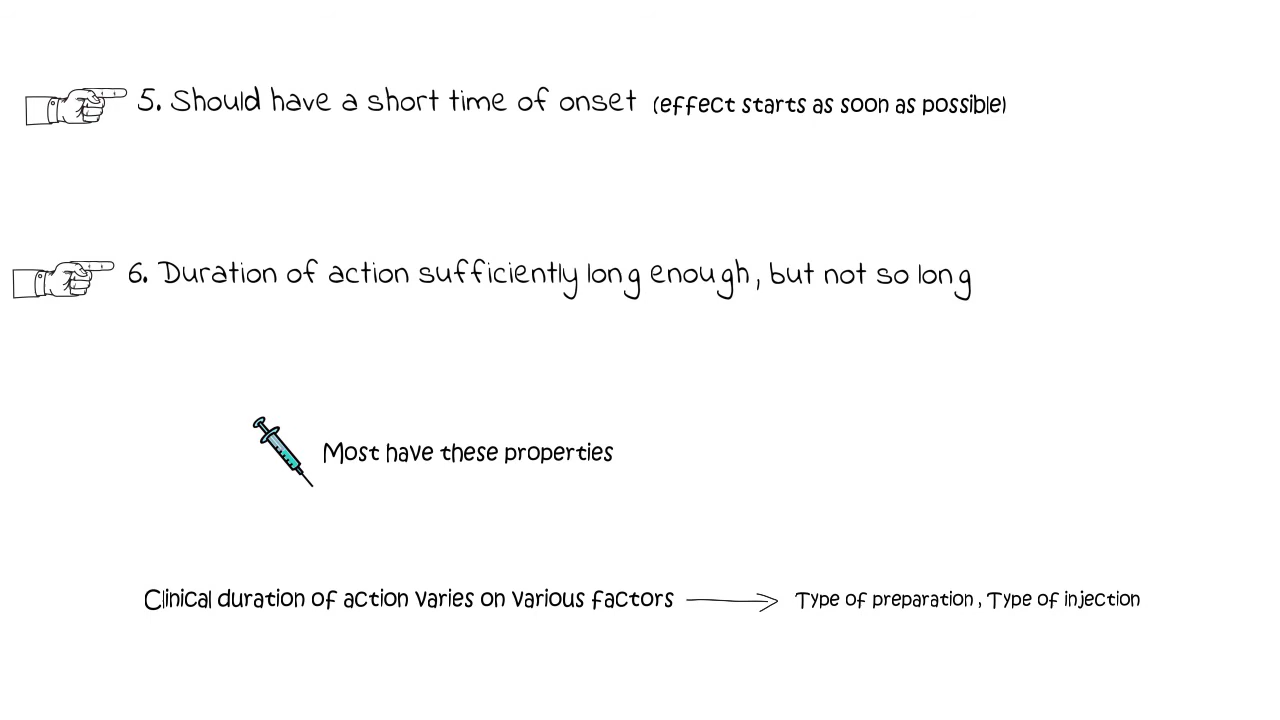 5. Should have a short time of onset (effect starts as soon as possible)
6. Duration of action sufficiently long enough, but not so long
Most have these properties
Clinical duration of action varies on various factors → Type of preparation, Type of injection